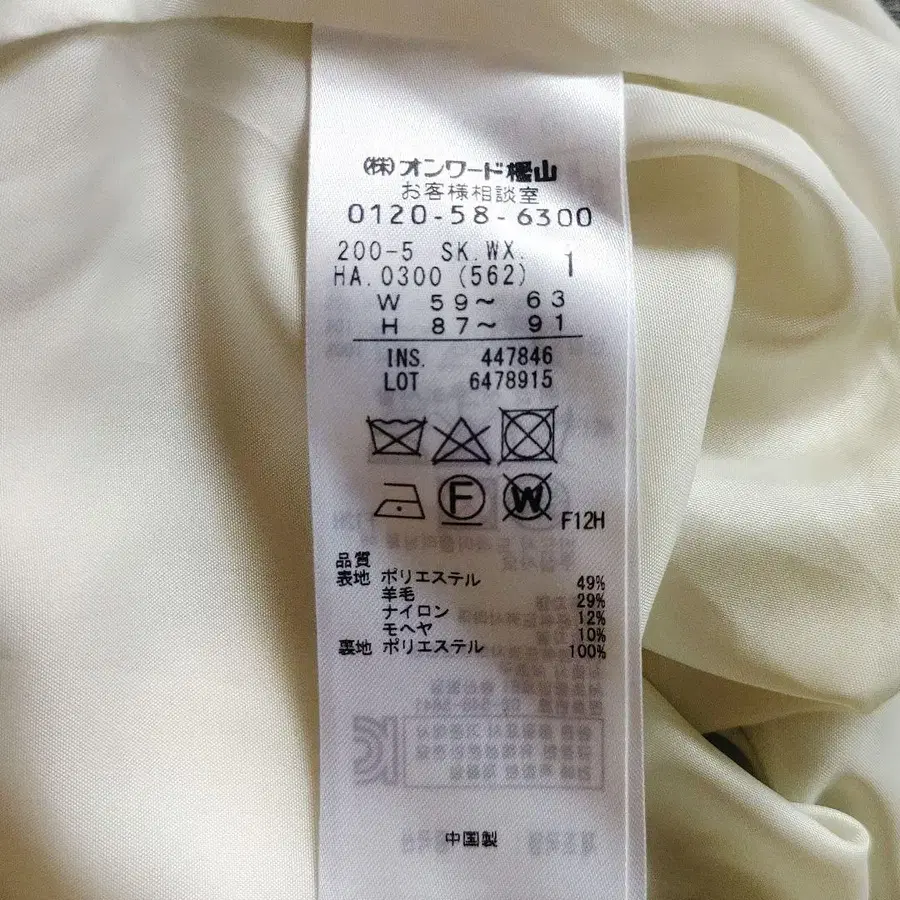 (株)オンワード樫山
お客様相談室
0120-58-6300
200-5 SK.WX. 1
HA.0300(562)
W 59～ 63
H 87～ 91
INS. 447846
LOT 6478915
F
W
F12H
品質
表地 ポリエステル 49%
羊毛 29%
ナイロン 12%
モヘヤ 10%
裏地 ポリエステル 100%
中国製